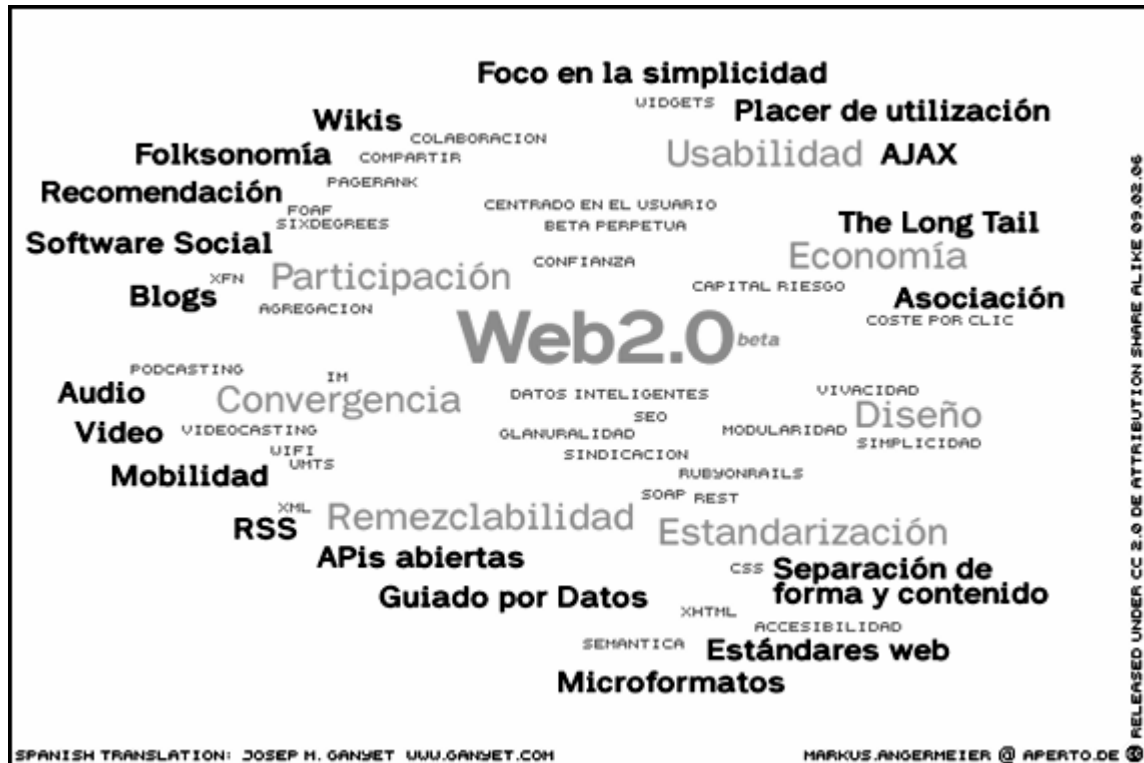 Foco en la simplicidad
WIDGETS
Placer de utilización
Wikis
COLABORACION
Usabilidad AJAX
Folksonomía
COMPARTIR
Recomendación
PAGERANK
CENTRADO EN EL USUARIO
FOAF
SIXDEGREES
BETA PERPETUA
The Long Tail
Software Social
Economía
CONFIANZA
Participación
XFN
CAPITAL RIESGO
Blogs
Asociación
AGREGACION
COSTE POR CLIC
Web2.0 beta
PODCASTING
IM
Audio
Convergencia
DATOS INTELIGENTES
VIVACIDAD
SEO
Diseño
Video
VIDEOCASTING
GLANURALIDAD
MODULARIDAD
SIMPLICIDAD
WIFI
SINDICACION
UMTS
Mobilidad
RUBYONRAILS
SOAP
REST
XML
RSS
Remezclabilidad
Estandarización
APis abiertas
CSS
Separación de
forma y contenido
Guiado por Datos
XHTML
ACCESIBILIDAD
SEMANTICA
Estándares web
Microformatos
SPANISH TRANSLATION: JOSEP M. GANYET WWW.GANYET.COM
MARKUS.ANGERMEIER @ APERTO.DE
RELEASED UNDER CC 2.0 DE ATTRIBUTION SHARE ALIKE 09.02.06